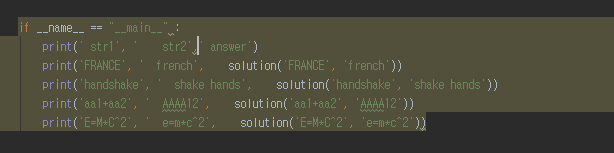 if __name__ == "__main__" :
print(' str1', '    str2', ' answer')
print('FRANCE', '  french',    solution('FRANCE', 'french'))
print('handshake', '  shake hands',    solution('handshake', 'shake hands'))
print('aa1+aa2', '  AAAA12',    solution('aa1+aa2', 'AAAA12'))
print('E=M*C^2', '  e=m*c^2',    solution('E=M*C^2', 'e=m*c^2'))